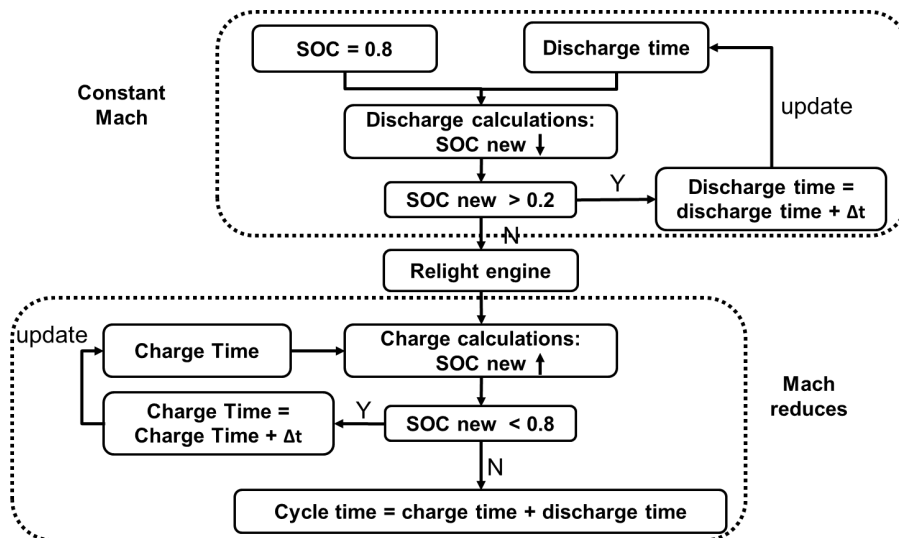 SOC = 0.8
Discharge time
Constant
Mach
update
Discharge calculations:
SOC new ↓
SOC new > 0.2
Y
Discharge time =
discharge time + Δt
N
Relight engine
update
Charge Time
Charge calculations:
SOC new ↑
Mach
reduces
Charge Time =
Charge Time + Δt
Y
SOC new < 0.8
N
Cycle time = charge time + discharge time